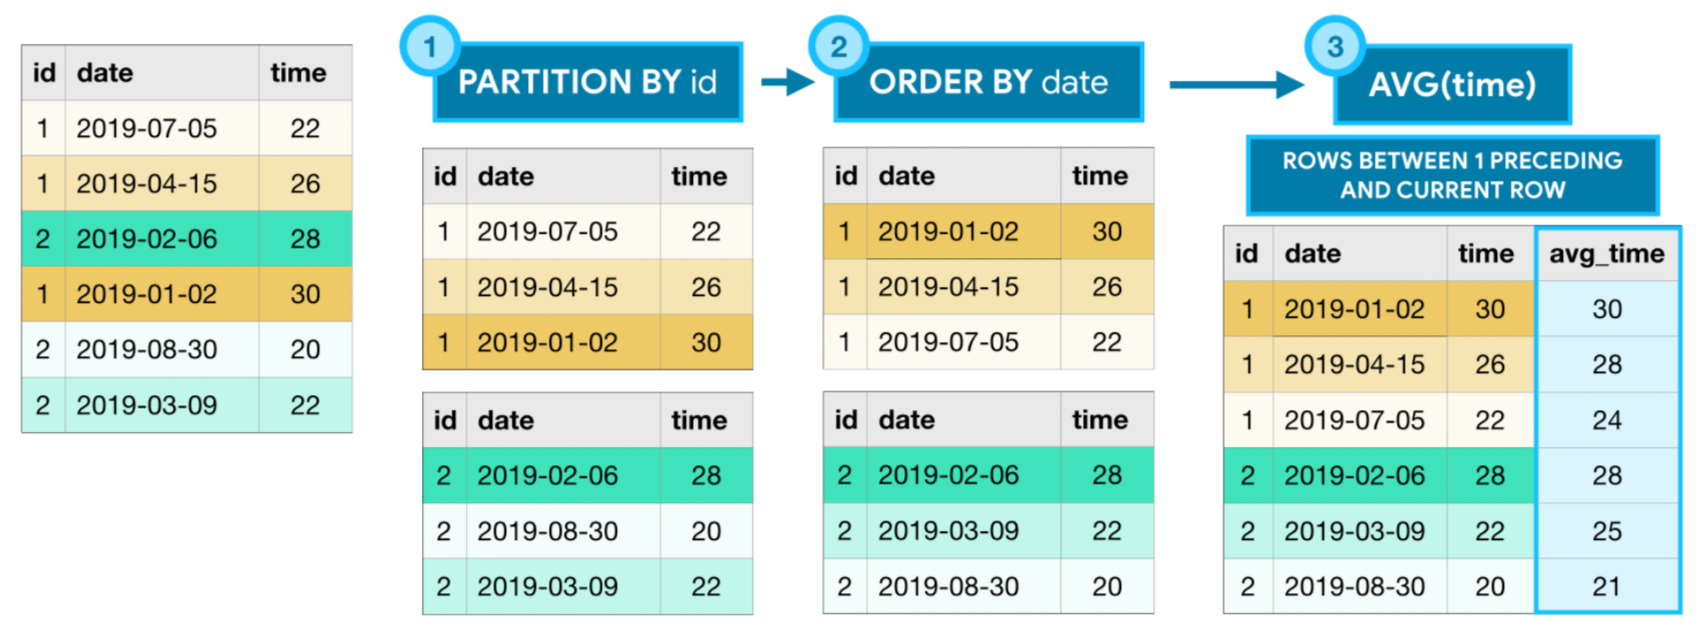 id date time
1 2019-07-05 22
1 2019-04-15 26
2 2019-02-06 28
1 2019-01-02 30
2 2019-08-30 20
2 2019-03-09 22
1
PARTITION BY id
id date time
1 2019-07-05 22
1 2019-04-15 26
1 2019-01-02 30
id date time
2 2019-02-06 28
2 2019-08-30 20
2 2019-03-09 22
2
ORDER BY date
id date time
1 2019-01-02 30
1 2019-04-15 26
1 2019-07-05 22
id date time
2 2019-02-06 28
2 2019-03-09 22
2 2019-08-30 20
3
AVG(time)
ROWS BETWEEN 1 PRECEDING
AND CURRENT ROW
id date time avg_time
1 2019-01-02 30 30
1 2019-04-15 26 28
1 2019-07-05 22 24
2 2019-02-06 28 28
2 2019-03-09 22 25
2 2019-08-30 20 21